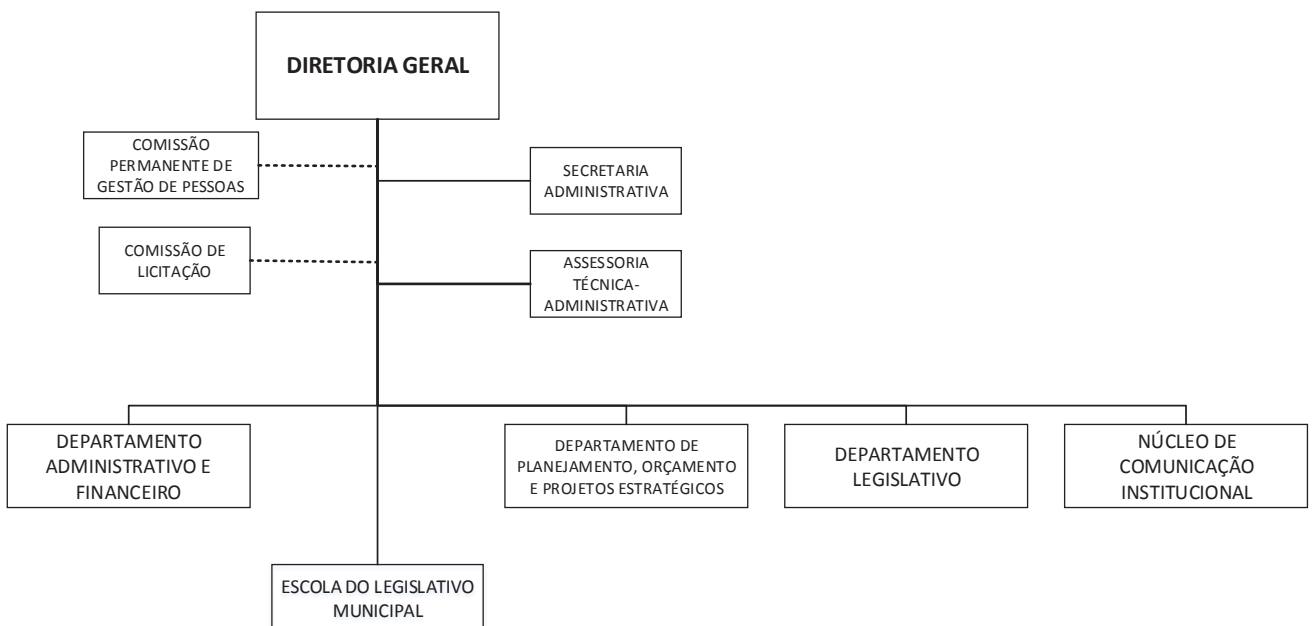 DIRETORIA GERAL
COMISSÃO
PERMANENTE DE
GESTÃO DE PESSOAS
SECRETARIA
ADMINISTRATIVA
COMISSÃO DE
LICITAÇÃO
ASSESSORIA
TÉCNICA-
ADMINISTRATIVA
DEPARTAMENTO
ADMINISTRATIVO E
FINANCEIRO
DEPARTAMENTO DE
PLANEJAMENTO, ORÇAMENTO
E PROJETOS ESTRATÉGICOS
DEPARTAMENTO
LEGISLATIVO
NÚCLEO DE
COMUNICAÇÃO
INSTITUCIONAL
ESCOLA DO LEGISLATIVO
MUNICIPAL